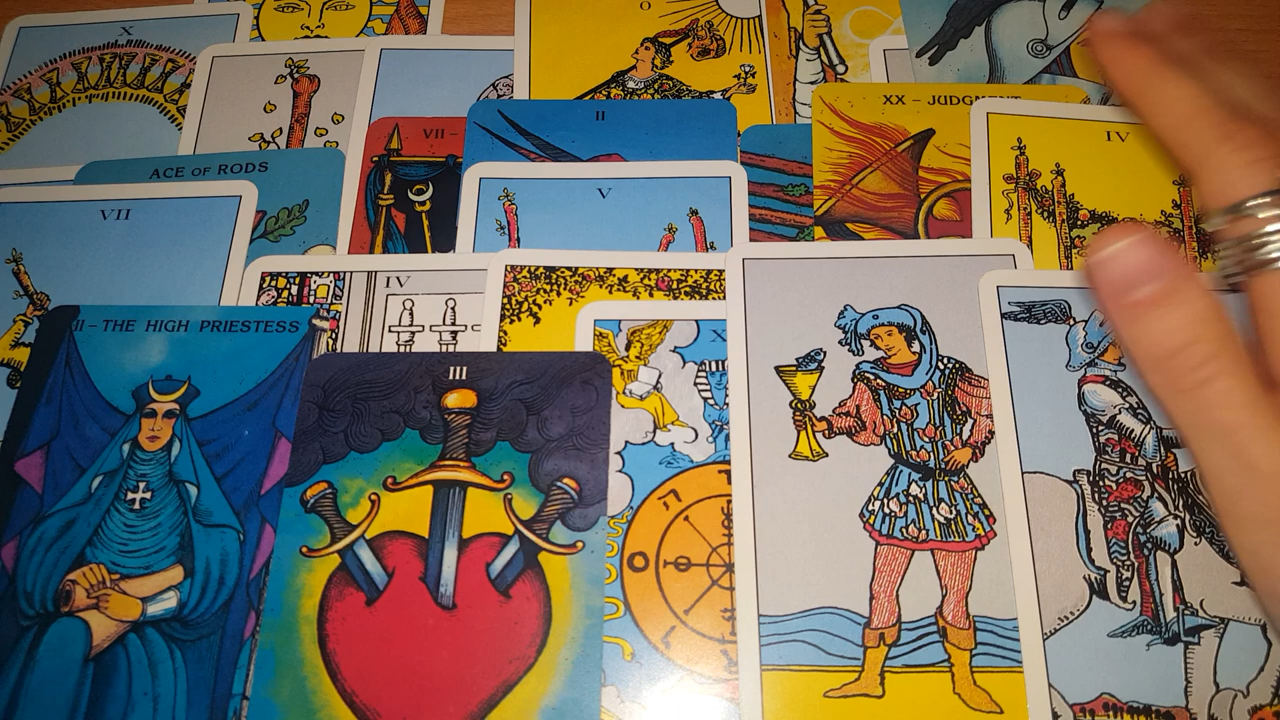 X
O
VII -
II
XX - JUDGMENT
IV
ACE OF RODS
VII
V
IV
II - THE HIGH PRIESTESS
III
X